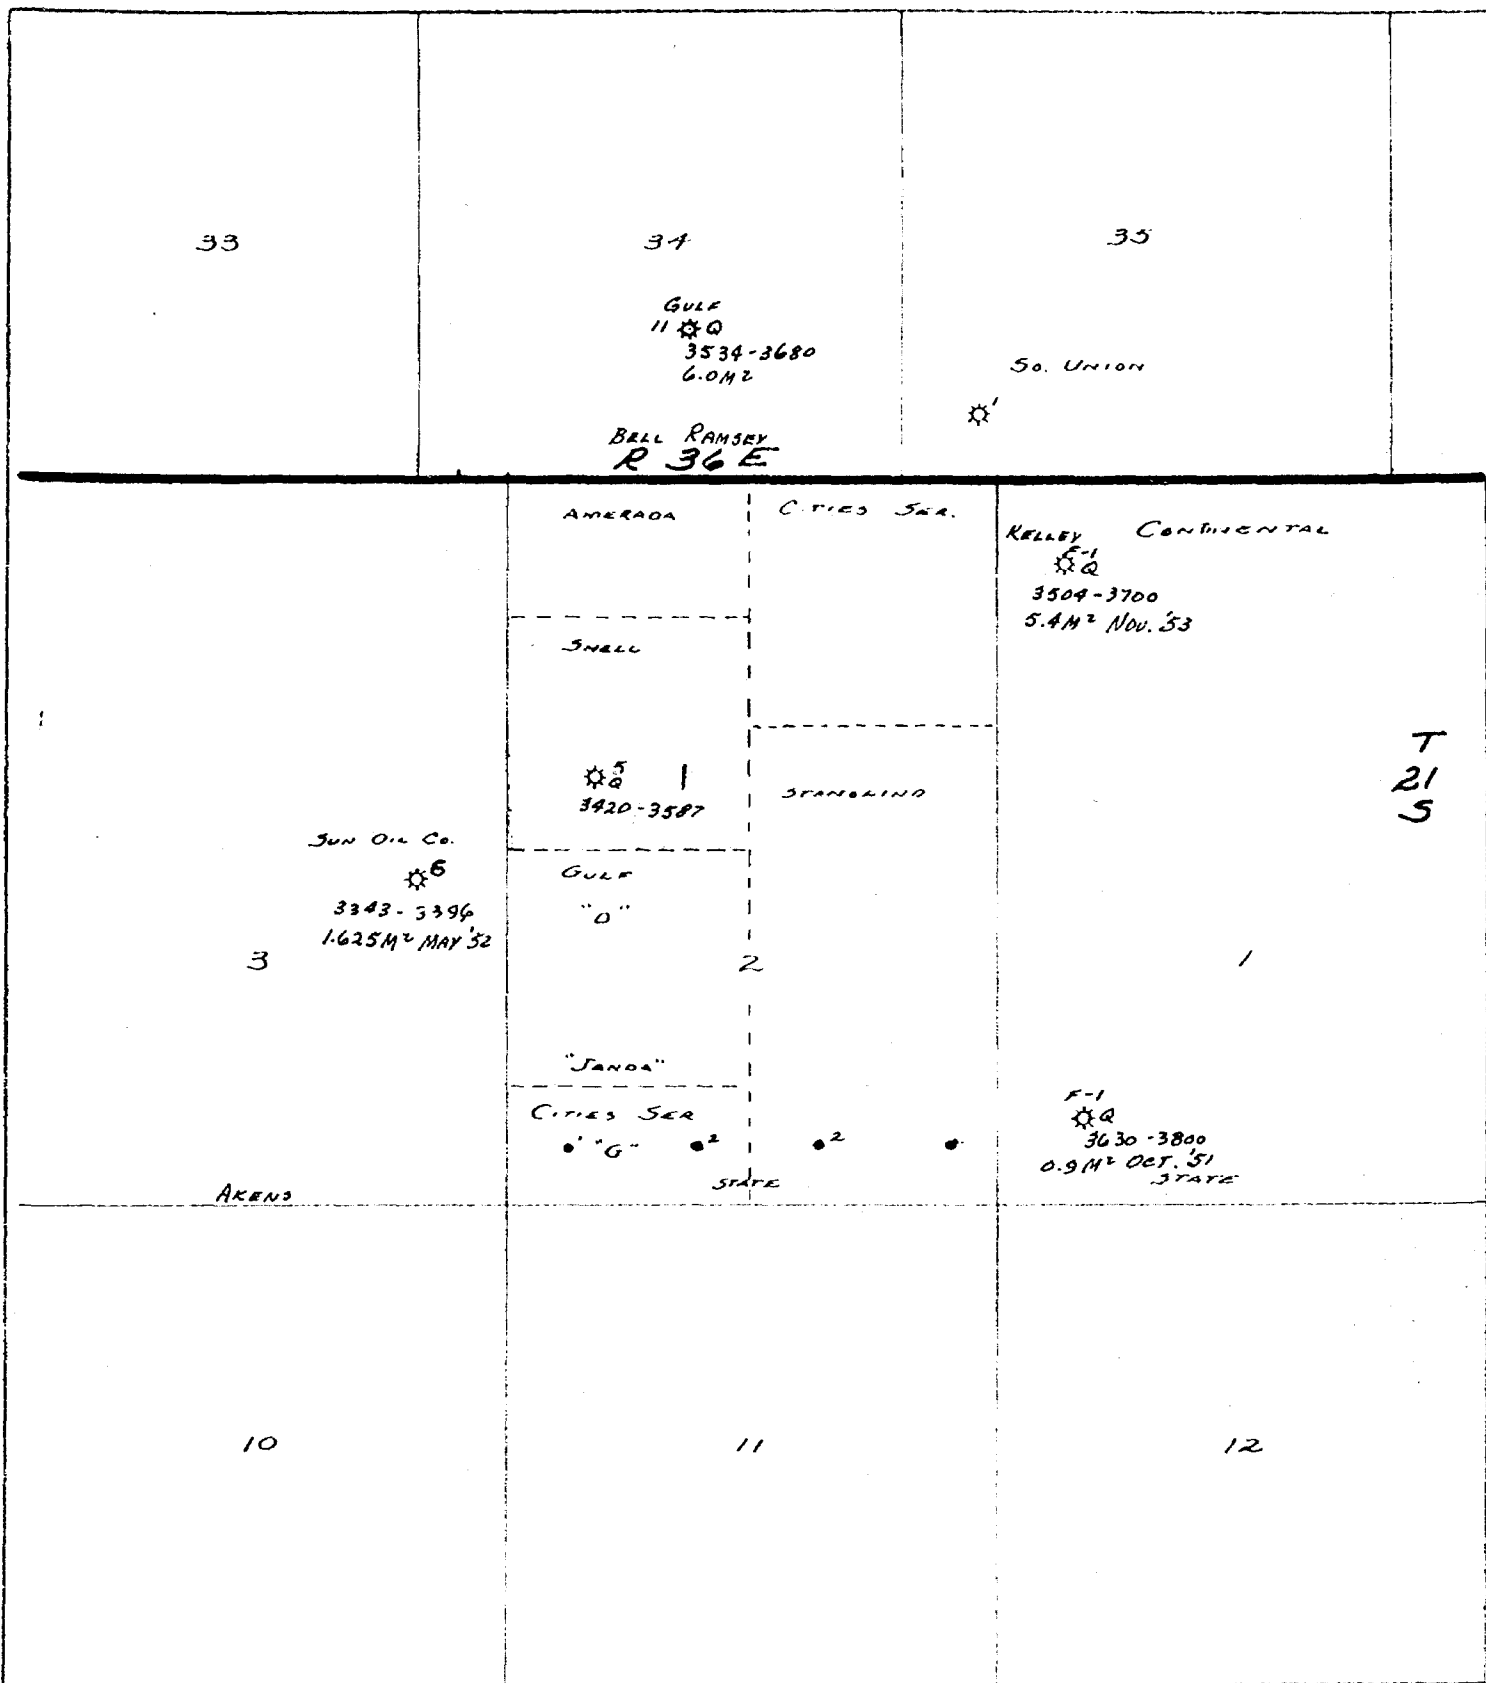 33
34
35
GULF
11 Q
3534-3680
6.0M²
SO. UNION
1
BELL RAMSEY
R 36 E
AMERADA
CITIES SER.
KELLEY CONTINENTAL
E-1
Q
3504-3700
5.4M² NOV. '53
SHELL
T
21
S
5
Q
1
3420-3587
STANOLIND
SUN OIL CO.
6
3343-3396
1.625M² MAY '52
GULF
"O"
3
2
1
"JANDA"
CITIES SER
1 "G" 2
2
F-1
Q
3630-3800
0.9M² OCT. '51
STATE
STATE
AKENS
10
11
12